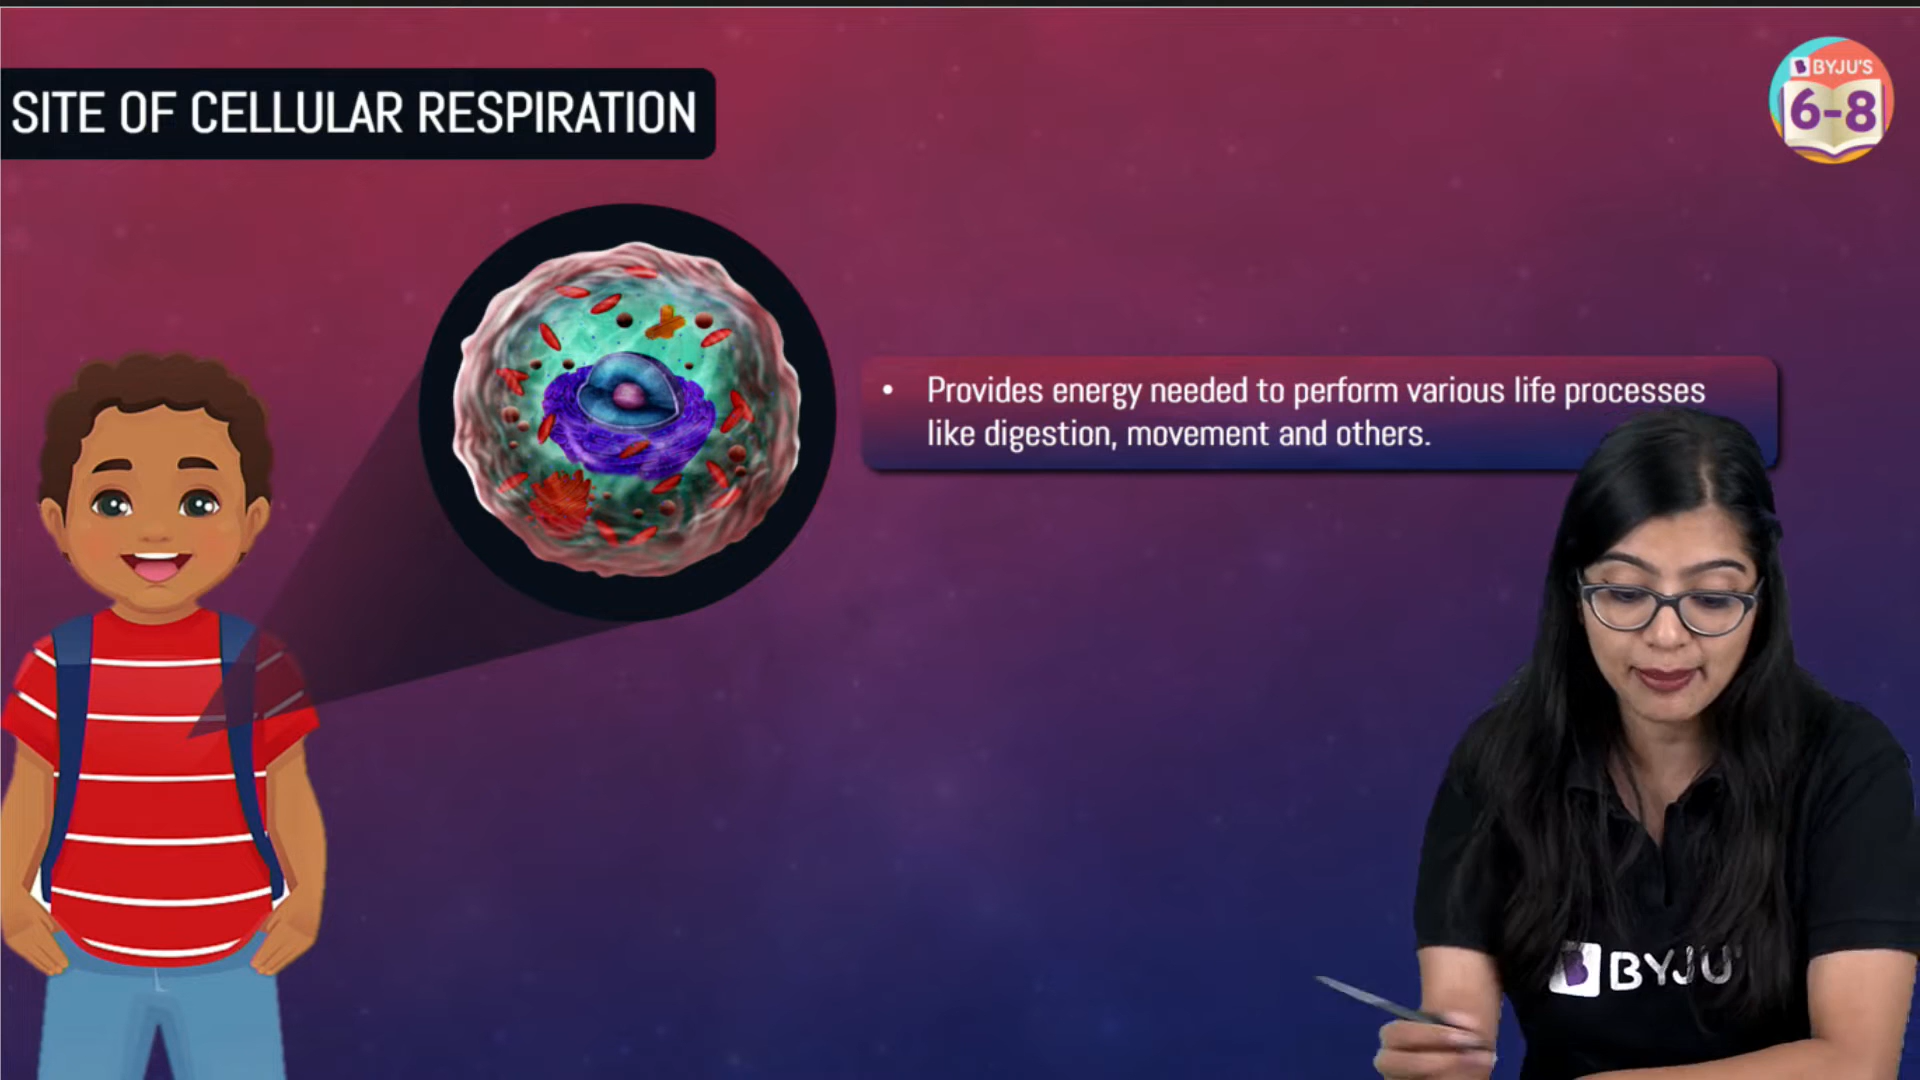 SITE OF CELLULAR RESPIRATION
BYJU'S
6-8
• Provides energy needed to perform various life processes
like digestion, movement and others.
BYJU'